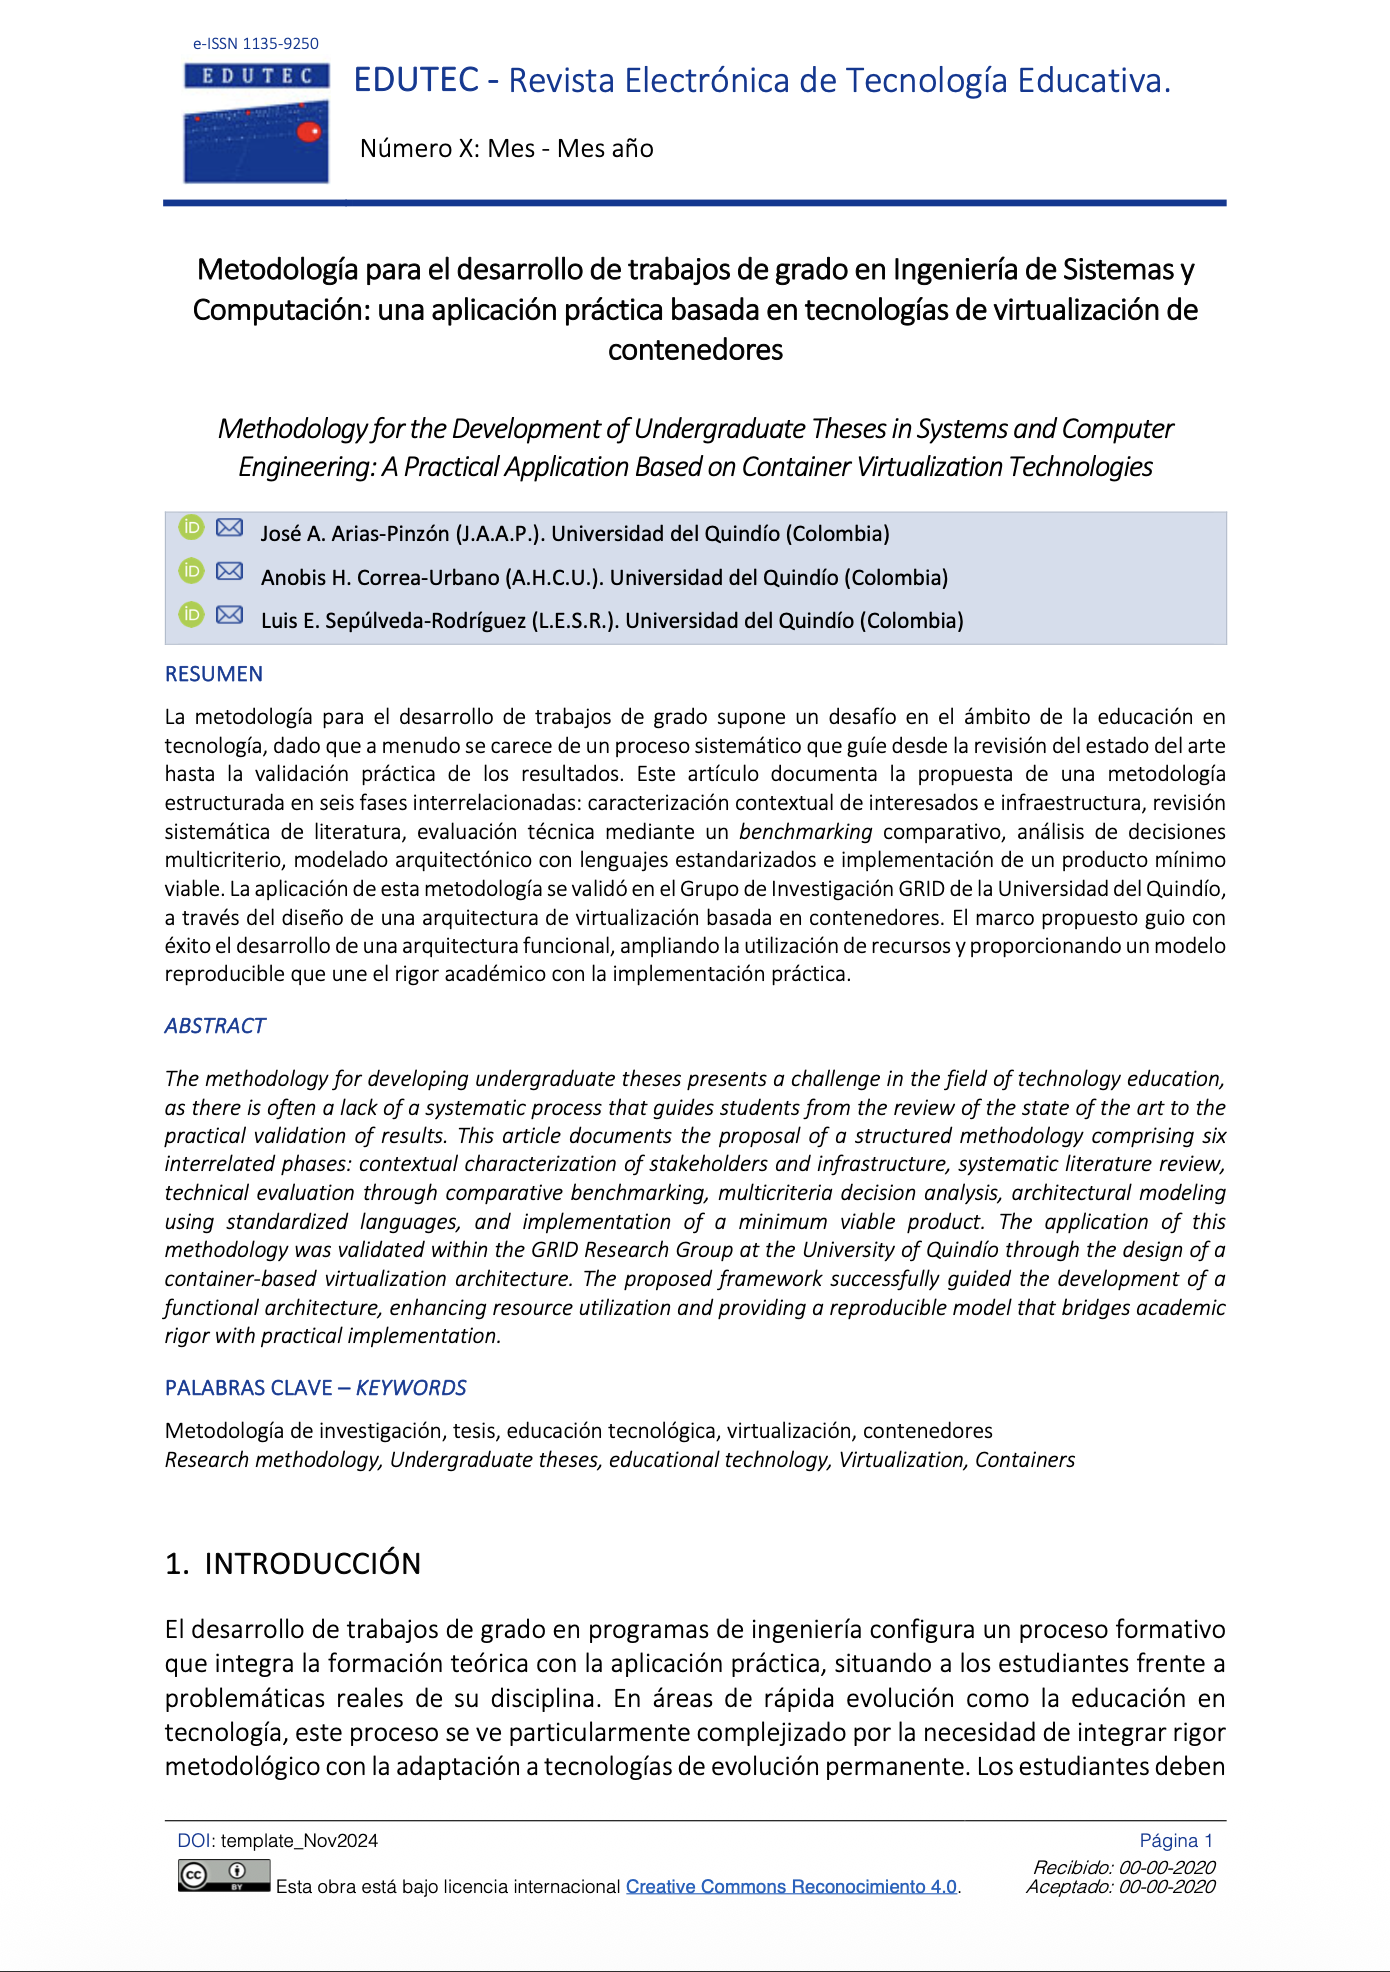 e-ISSN 1135-9250
EDUTEC
EDUTEC - Revista Electrónica de Tecnología Educativa.
Número X: Mes - Mes año
Metodología para el desarrollo de trabajos de grado en Ingeniería de Sistemas y
Computación: una aplicación práctica basada en tecnologías de virtualización de
contenedores
Methodology for the Development of Undergraduate Theses in Systems and Computer
Engineering: A Practical Application Based on Container Virtualization Technologies
iD José A. Arias-Pinzón (J.A.A.P.). Universidad del Quindío (Colombia)
iD Anobis H. Correa-Urbano (A.H.C.U.). Universidad del Quindío (Colombia)
iD Luis E. Sepúlveda-Rodríguez (L.E.S.R.). Universidad del Quindío (Colombia)
RESUMEN
La metodología para el desarrollo de trabajos de grado supone un desafío en el ámbito de la educación en
tecnología, dado que a menudo se carece de un proceso sistemático que guíe desde la revisión del estado del arte
hasta la validación práctica de los resultados. Este artículo documenta la propuesta de una metodología
estructurada en seis fases interrelacionadas: caracterización contextual de interesados e infraestructura, revisión
sistemática de literatura, evaluación técnica mediante un benchmarking comparativo, análisis de decisiones
multicriterio, modelado arquitectónico con lenguajes estandarizados e implementación de un producto mínimo
viable. La aplicación de esta metodología se validó en el Grupo de Investigación GRID de la Universidad del Quindío,
a través del diseño de una arquitectura de virtualización basada en contenedores. El marco propuesto guio con
éxito el desarrollo de una arquitectura funcional, ampliando la utilización de recursos y proporcionando un modelo
reproducible que une el rigor académico con la implementación práctica.
ABSTRACT
The methodology for developing undergraduate theses presents a challenge in the field of technology education,
as there is often a lack of a systematic process that guides students from the review of the state of the art to the
practical validation of results. This article documents the proposal of a structured methodology comprising six
interrelated phases: contextual characterization of stakeholders and infrastructure, systematic literature review,
technical evaluation through comparative benchmarking, multicriteria decision analysis, architectural modeling
using standardized languages, and implementation of a minimum viable product. The application of this
methodology was validated within the GRID Research Group at the University of Quindío through the design of a
container-based virtualization architecture. The proposed framework successfully guided the development of a
functional architecture, enhancing resource utilization and providing a reproducible model that bridges academic
rigor with practical implementation.
PALABRAS CLAVE – KEYWORDS
Metodología de investigación, tesis, educación tecnológica, virtualización, contenedores
Research methodology, Undergraduate theses, educational technology, Virtualization, Containers
1. INTRODUCCIÓN
El desarrollo de trabajos de grado en programas de ingeniería configura un proceso formativo
que integra la formación teórica con la aplicación práctica, situando a los estudiantes frente a
problemáticas reales de su disciplina. En áreas de rápida evolución como la educación en
tecnología, este proceso se ve particularmente complejizado por la necesidad de integrar rigor
metodológico con la adaptación a tecnologías de evolución permanente. Los estudiantes deben
DOI: template_Nov2024
Página 1
cc BY Esta obra está bajo licencia internacional Creative Commons Reconocimiento 4.0.
Recibido: 00-00-2020
Aceptado: 00-00-2020